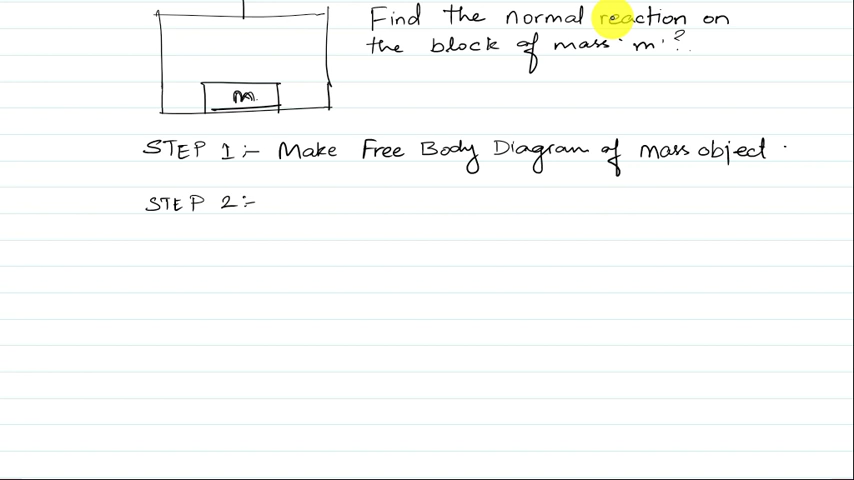 Find the normal reaction on
the block of mass 'm'?
m
STEP 1:- Make Free Body Diagram of mass object.
STEP 2:-